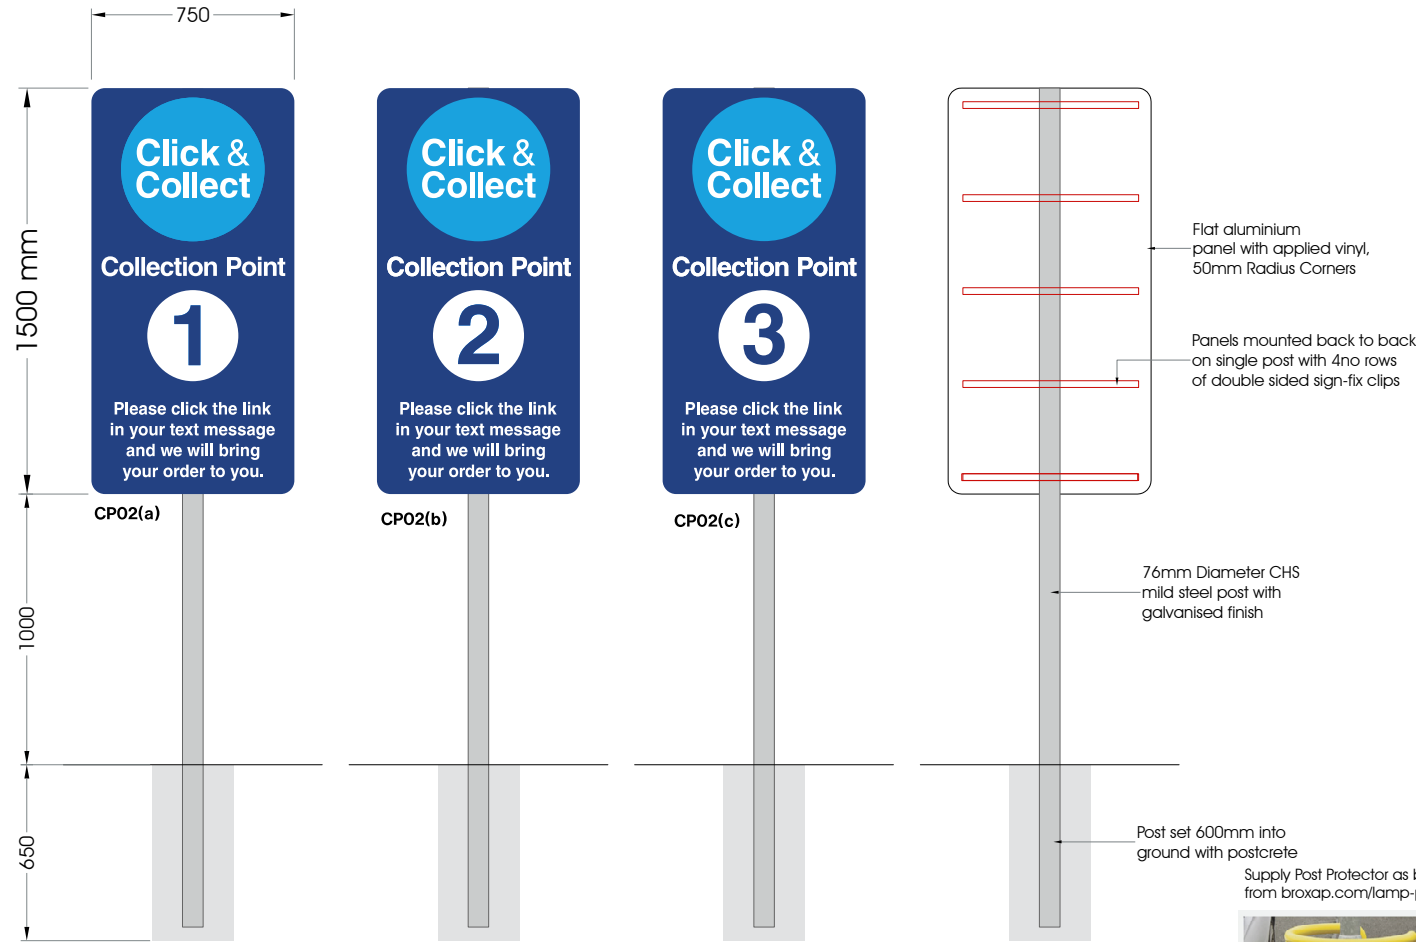 750
1500 mm
1000
650
Click &
Collect
Collection Point
1
Please click the link
in your text message
and we will bring
your order to you.
CP02(a)
Click &
Collect
Collection Point
2
Please click the link
in your text message
and we will bring
your order to you.
CP02(b)
Click &
Collect
Collection Point
3
Please click the link
in your text message
and we will bring
your order to you.
CP02(c)
Flat aluminium
panel with applied vinyl,
50mm Radius Corners
Panels mounted back to back
on single post with 4no rows
of double sided sign-fix clips
76mm Diameter CHS
mild steel post with
galvanised finish
Post set 600mm into
ground with postcrete
Supply Post Protector as
from broxap.com/lamp-